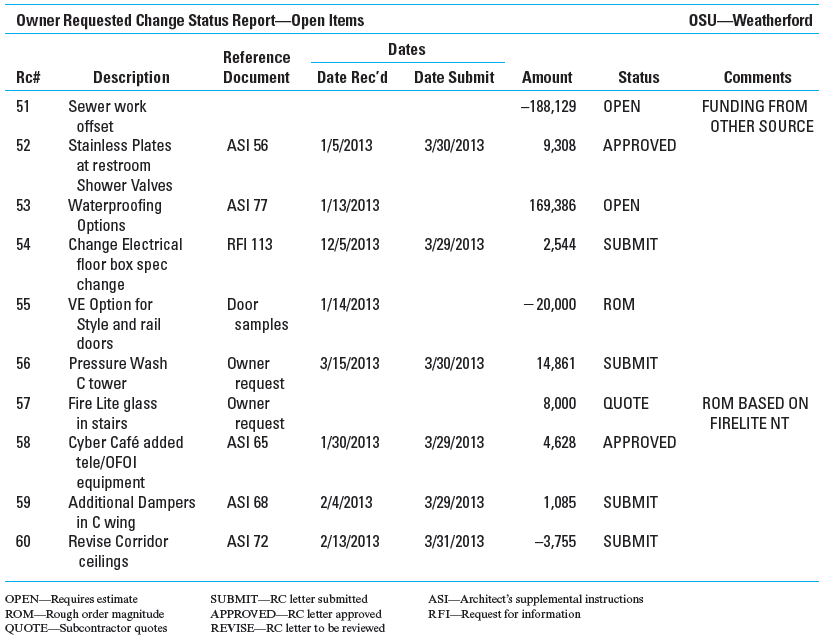 Owner Requested Change Status Report—Open Items OSU—Weatherford
Reference Dates
Rc# Description Document Date Rec'd Date Submit Amount Status Comments
51 Sewer work –188,129 OPEN FUNDING FROM
offset OTHER SOURCE
52 Stainless Plates ASI 56 1/5/2013 3/30/2013 9,308 APPROVED
at restroom
Shower Valves
53 Waterproofing ASI 77 1/13/2013 169,386 OPEN
Options
54 Change Electrical RFI 113 12/5/2013 3/29/2013 2,544 SUBMIT
floor box spec
change
55 VE Option for Door 1/14/2013 – 20,000 ROM
Style and rail samples
doors
56 Pressure Wash Owner 3/15/2013 3/30/2013 14,861 SUBMIT
C tower request
57 Fire Lite glass Owner 8,000 QUOTE ROM BASED ON
in stairs request FIRELITE NT
58 Cyber Café added ASI 65 1/30/2013 3/29/2013 4,628 APPROVED
tele/OFOI
equipment
59 Additional Dampers ASI 68 2/4/2013 3/29/2013 1,085 SUBMIT
in C wing
60 Revise Corridor ASI 72 2/13/2013 3/31/2013 –3,755 SUBMIT
ceilings
OPEN—Requires estimate SUBMIT—RC letter submitted ASI—Architect's supplemental instructions
ROM—Rough order magnitude APPROVED—RC letter approved RFI—Request for information
QUOTE—Subcontractor quotes REVISE—RC letter to be reviewed